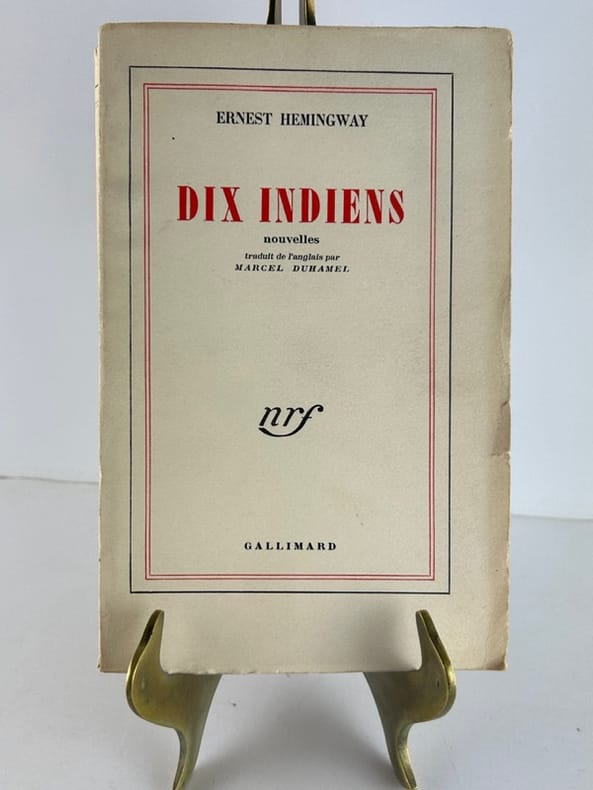 ERNEST HEMINGWAY
DIX INDIENS
nouvelles
traduit de l'anglais par
MARCEL DUHAMEL
nrf
GALLIMARD